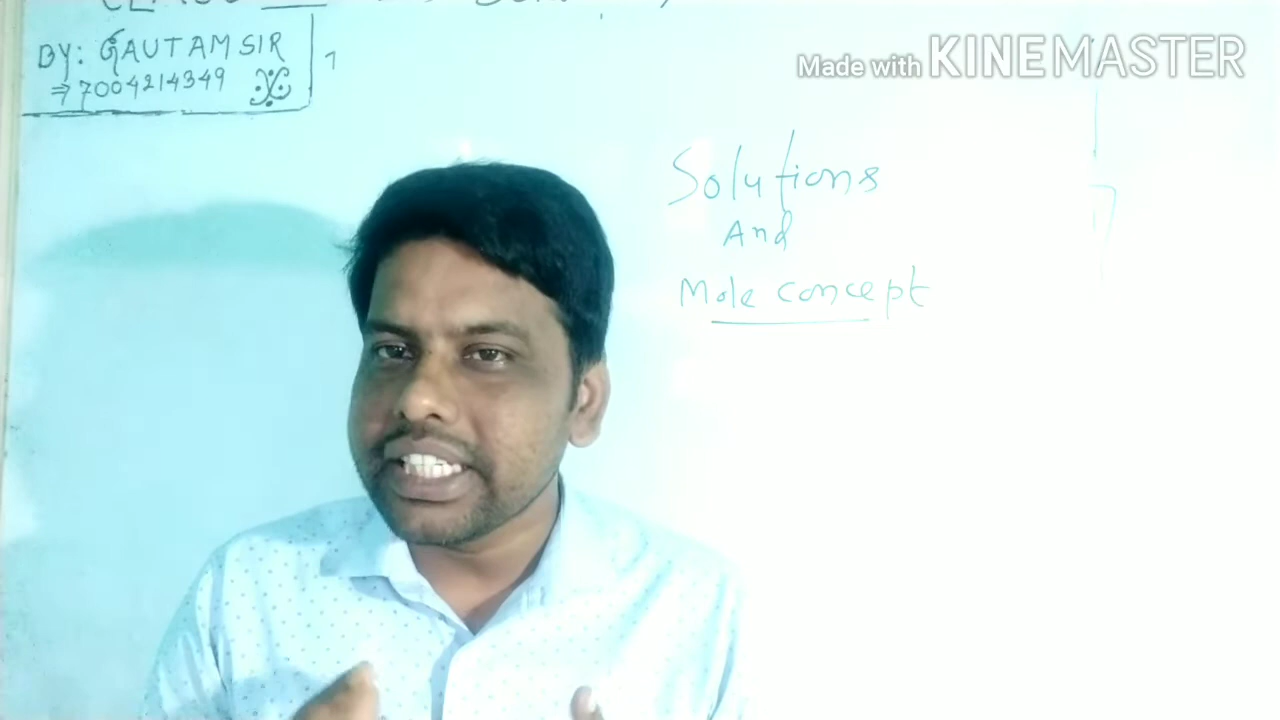 BY: GAUTAM SIR
⇒ 7004214349
Made with KINEMASTER
Solutions
And
Mole concept